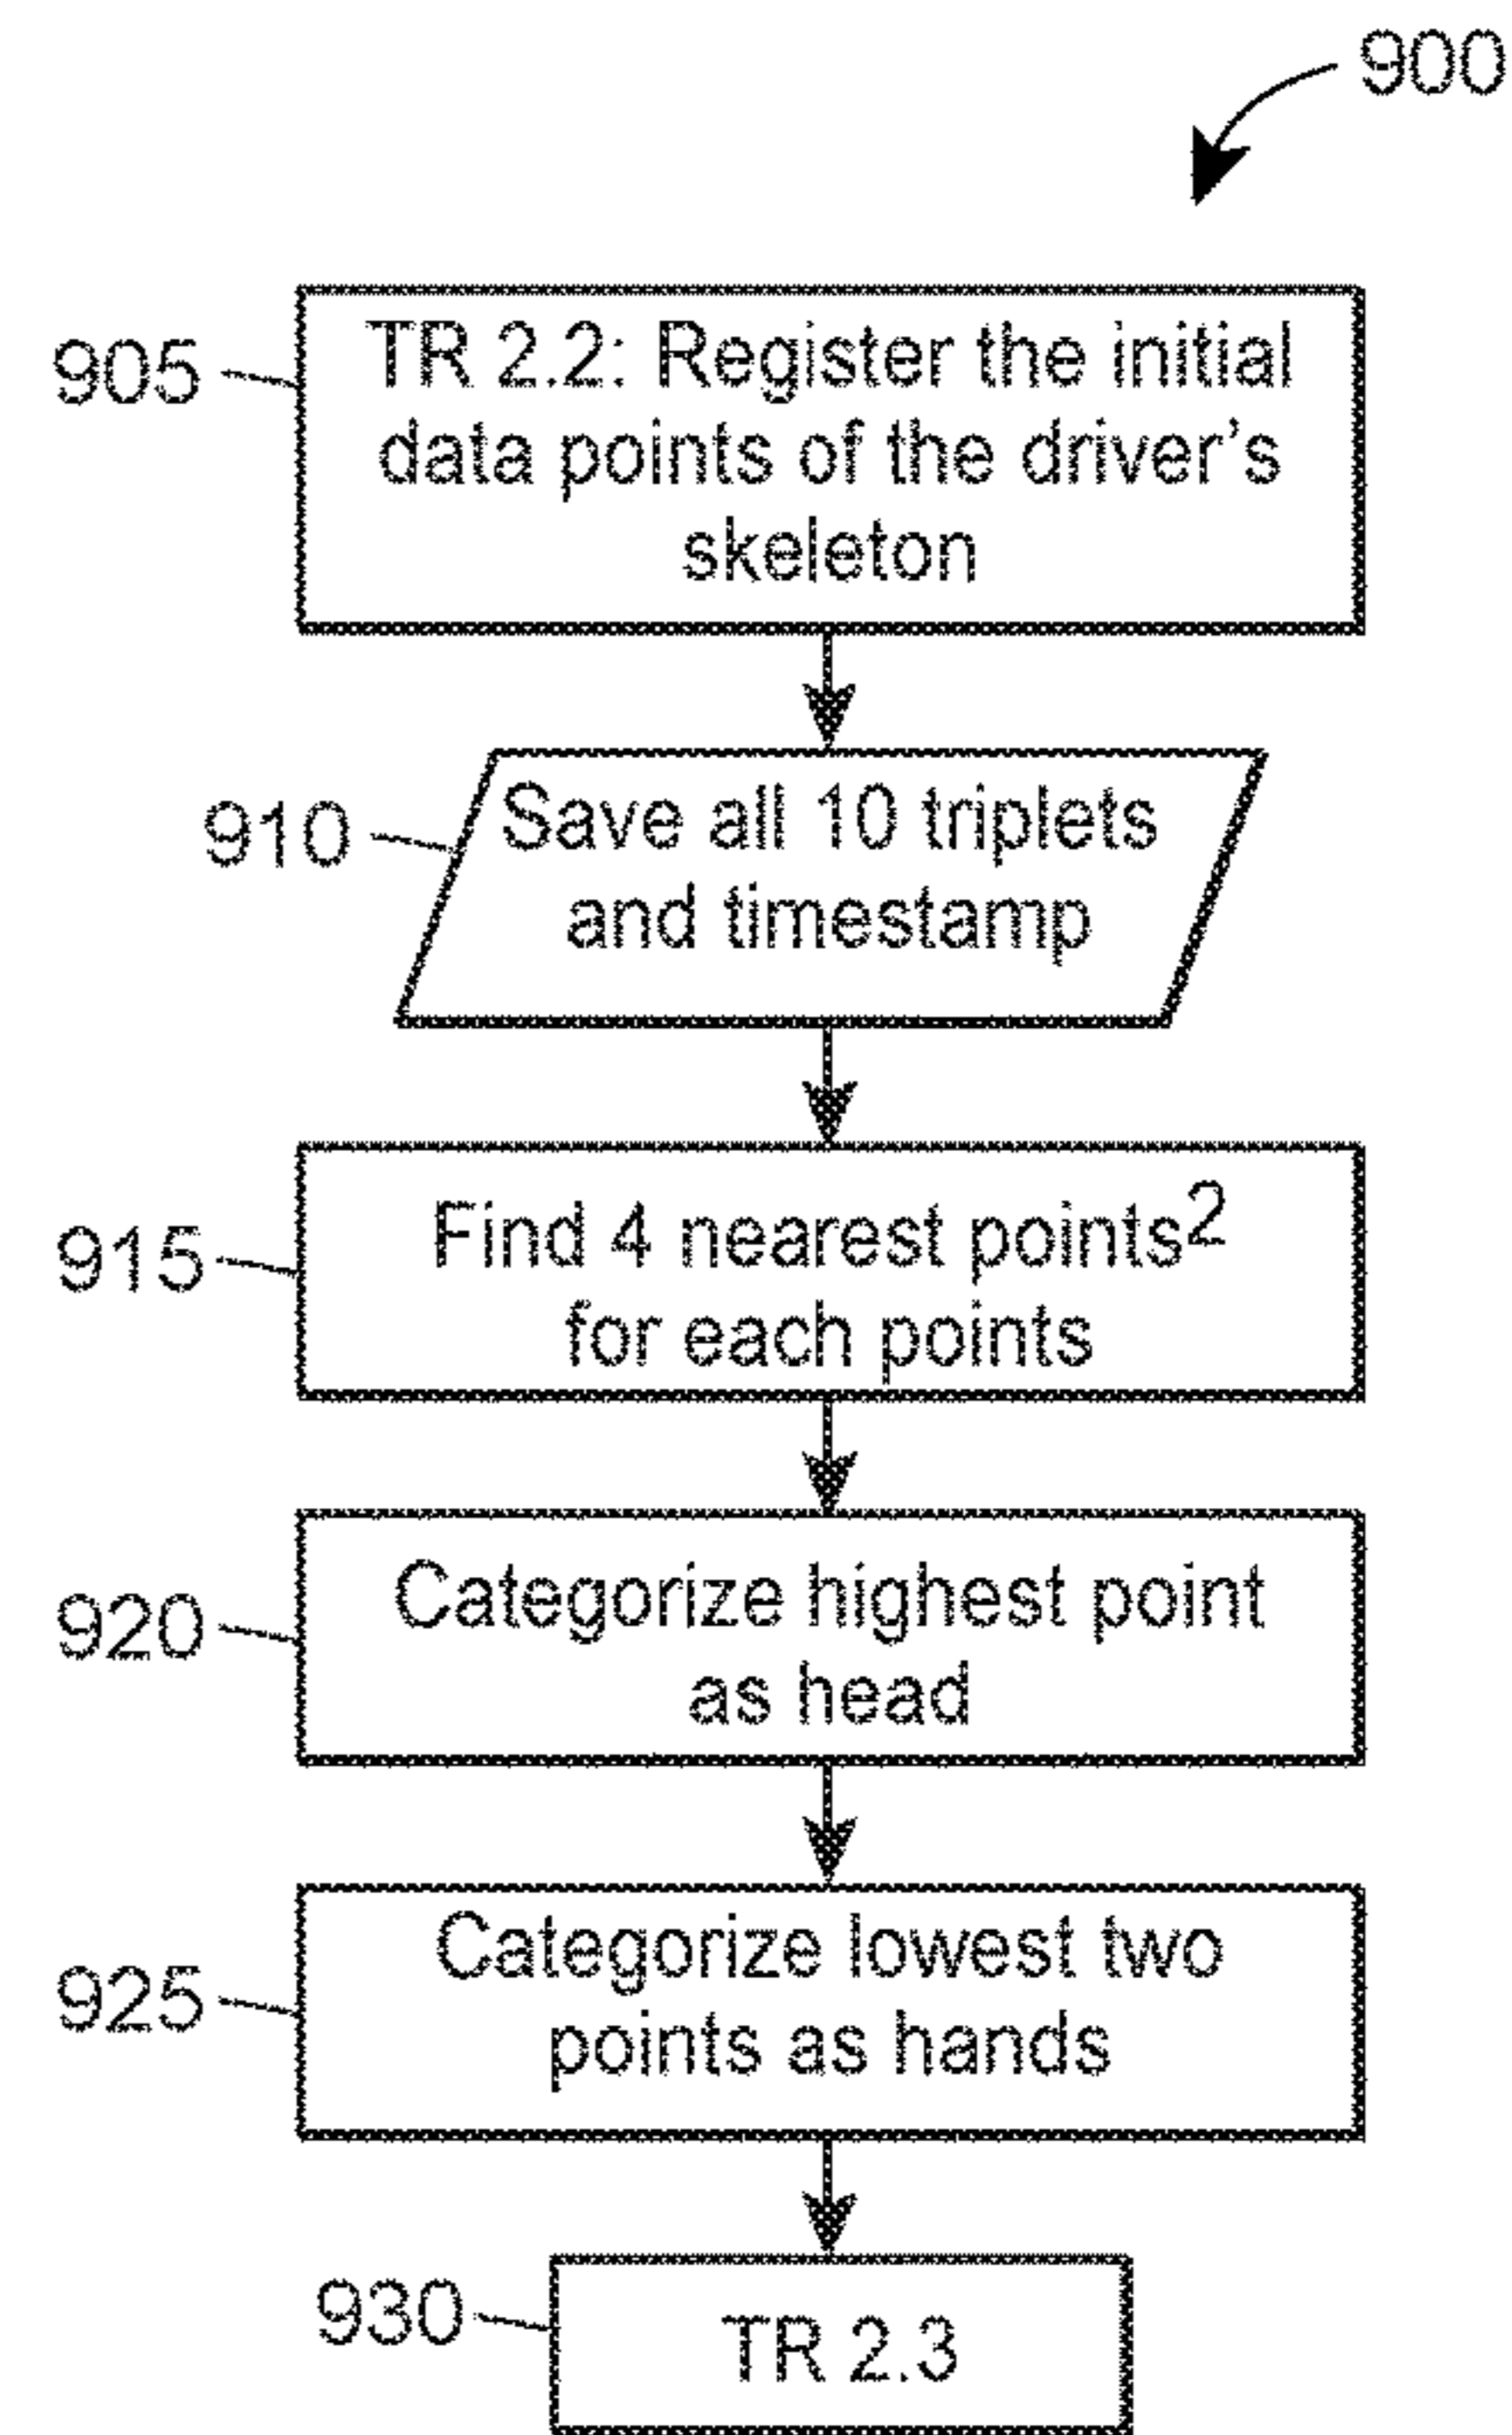 900
905
TR 2.2: Register the initial
data points of the driver's
skeleton
910
Save all 10 triplets
and timestamp
915
Find 4 nearest points2
for each points
920
Categorize highest point
as head
925
Categorize lowest two
points as hands
930
TR 2.3